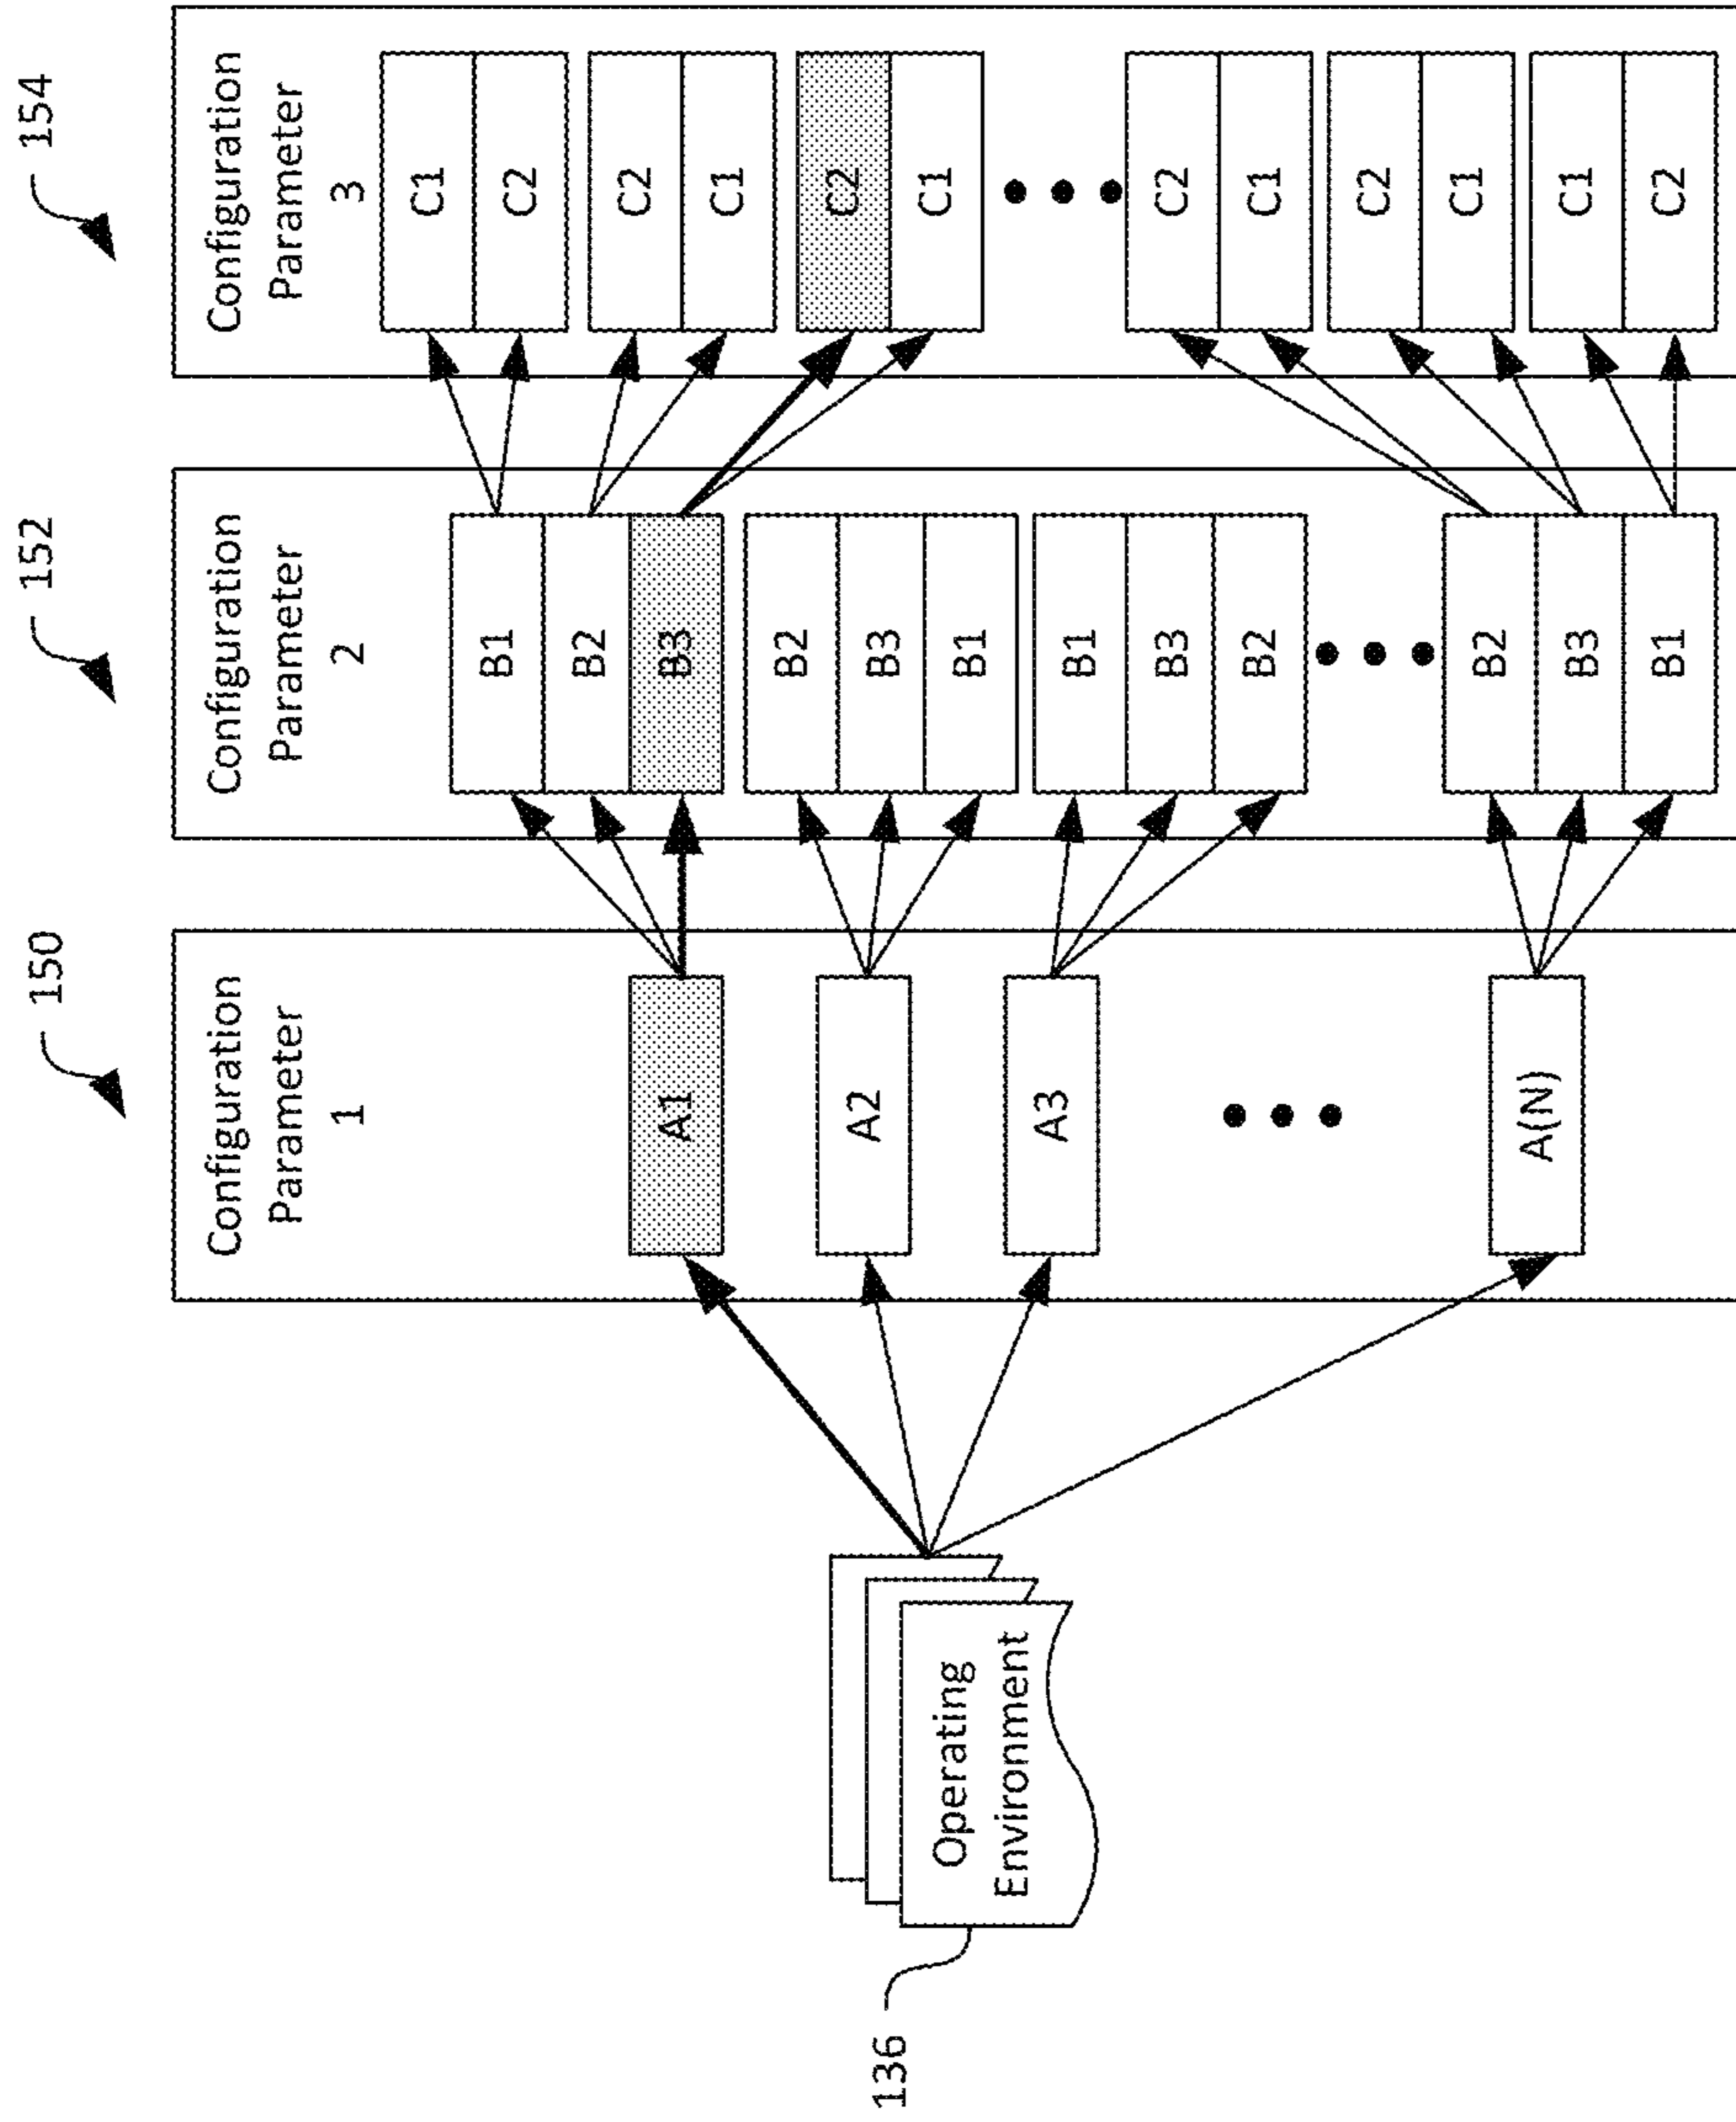 150
152
154
Configuration
Parameter
1
Configuration
Parameter
2
Configuration
Parameter
3
136
Operating
Environment
A1
A2
A3
A(N)
B1
B2
B3
B2
B3
B1
B1
B3
B2
B2
B3
B1
C1
C2
C2
C1
C2
C1
C2
C1
C2
C1
C1
C2